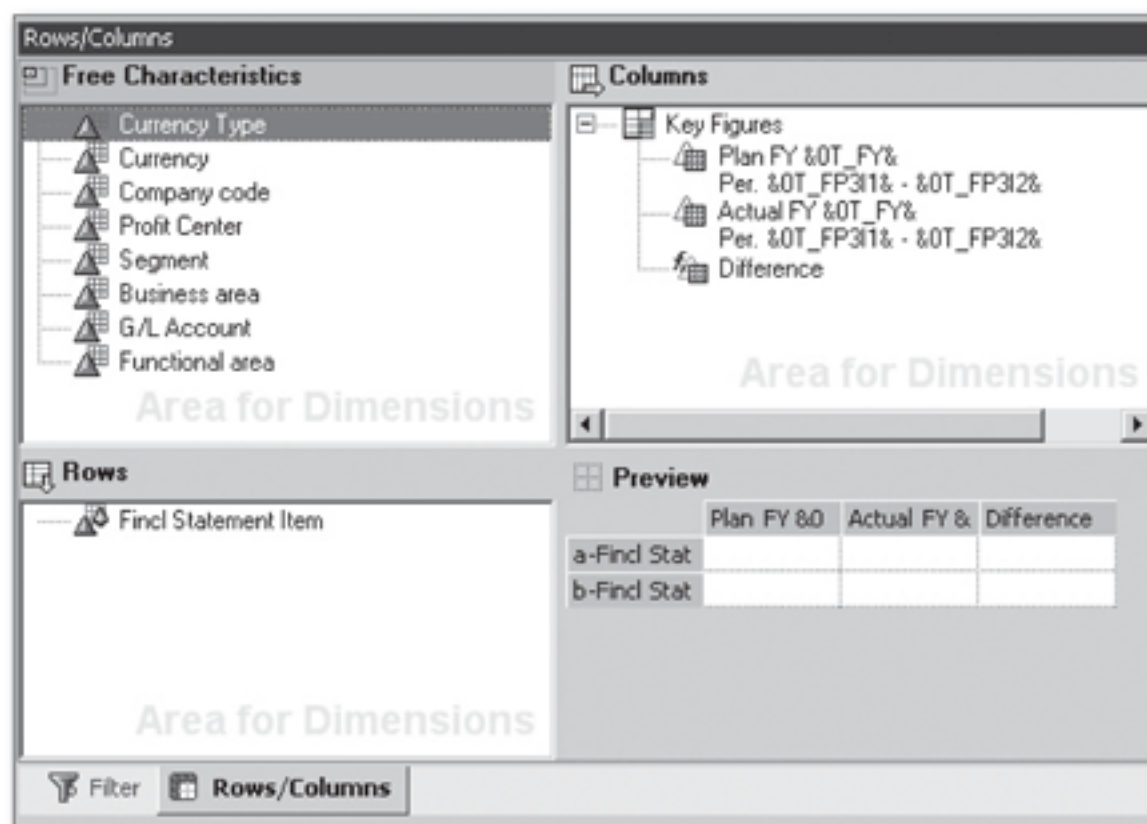 Rows/Columns
Free Characteristics
Currency Type
Currency
Company code
Profit Center
Segment
Business area
G/L Account
Functional area
Area for Dimensions
Columns
Key Figures
Plan FY &0T_FY&
Per. &0T_FP3I1& - &0T_FP3I2&
Actual FY &0T_FY&
Per. &0T_FP3I1& - &0T_FP3I2&
Difference
Area for Dimensions
Rows
Fincl Statement Item
Area for Dimensions
Preview
Plan FY &0 Actual FY & Difference
a-Fincl Stat
b-Fincl Stat
Filter Rows/Columns